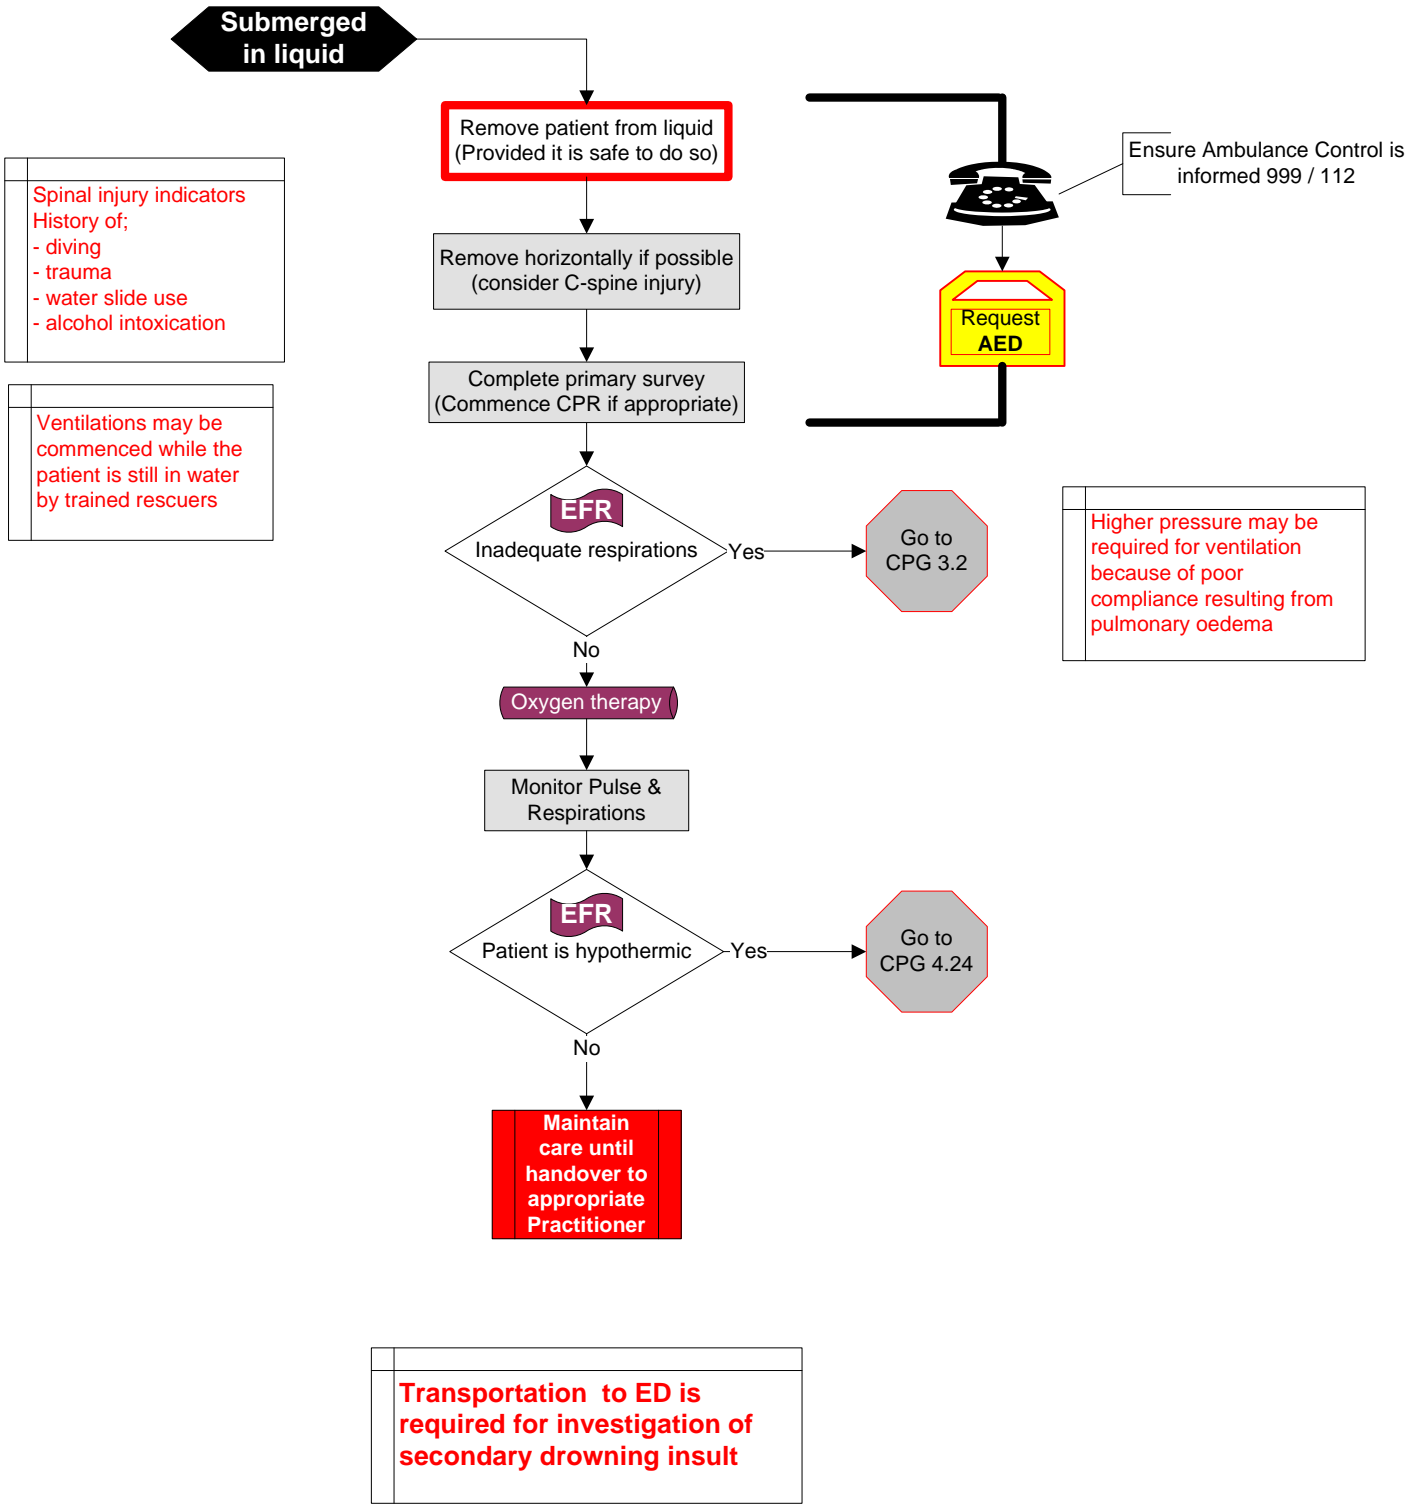 Submerged
in liquid
Remove patient from liquid
(Provided it is safe to do so)
Ensure Ambulance Control is
informed 999 / 112
Spinal injury indicators
History of;
- diving
- trauma
- water slide use
- alcohol intoxication
Remove horizontally if possible
(consider C-spine injury)
Request
AED
Complete primary survey
(Commence CPR if appropriate)
Ventilations may be
commenced while the
patient is still in water
by trained rescuers
EFR
Inadequate respirations
Yes
Go to
CPG 3.2
Higher pressure may be
required for ventilation
because of poor
compliance resulting from
pulmonary oedema
No
Oxygen therapy
Monitor Pulse &
Respirations
EFR
Patient is hypothermic
Yes
Go to
CPG 4.24
No
Maintain
care until
handover to
appropriate
Practitioner
Transportation  to ED is
required for investigation of
secondary drowning insult